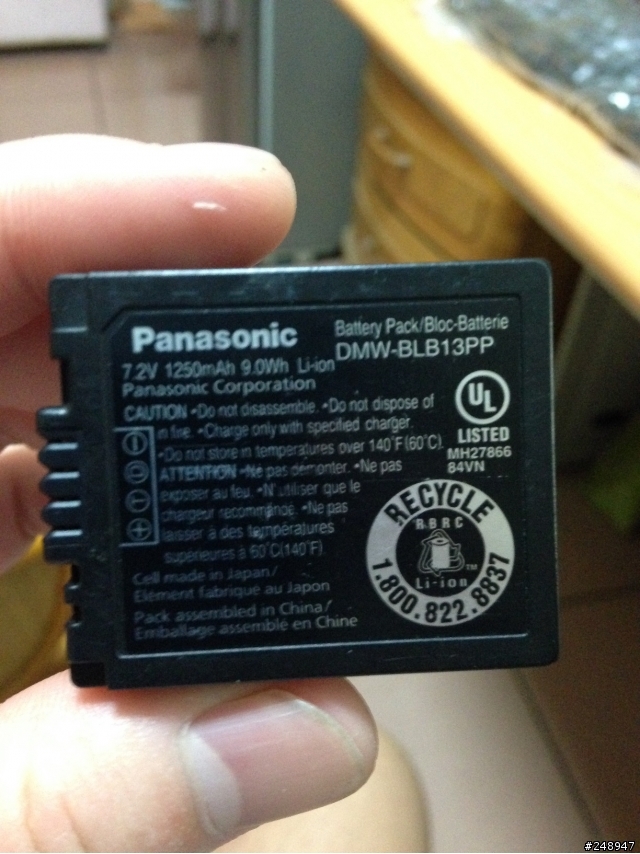 Panasonic
Battery Pack/Bloc-Batterie
DMW-BLB13PP
7.2V 1250mAh 9.0Wh Li-ion
Panasonic Corporation
CAUTION •Do not disassemble. •Do not dispose of
in fire. •Charge only with specified charger.
•Do not store in temperatures over 140°F(60°C).
ATTENTION •Ne pas démonter. •Ne pas
exposer au feu. •N'utiliser que le
chargeur recommandé. •Ne pas
laisser à des températures
supérieures à 60°C(140°F)
Cell made in Japan/
Elément fabriqué au Japon
Pack assembled in China/
Emballage assemblé en Chine
UL
LISTED
MH27866
84VN
RECYCLE
RBRC
TM
Li-ion
1.800.822.8837
#248947